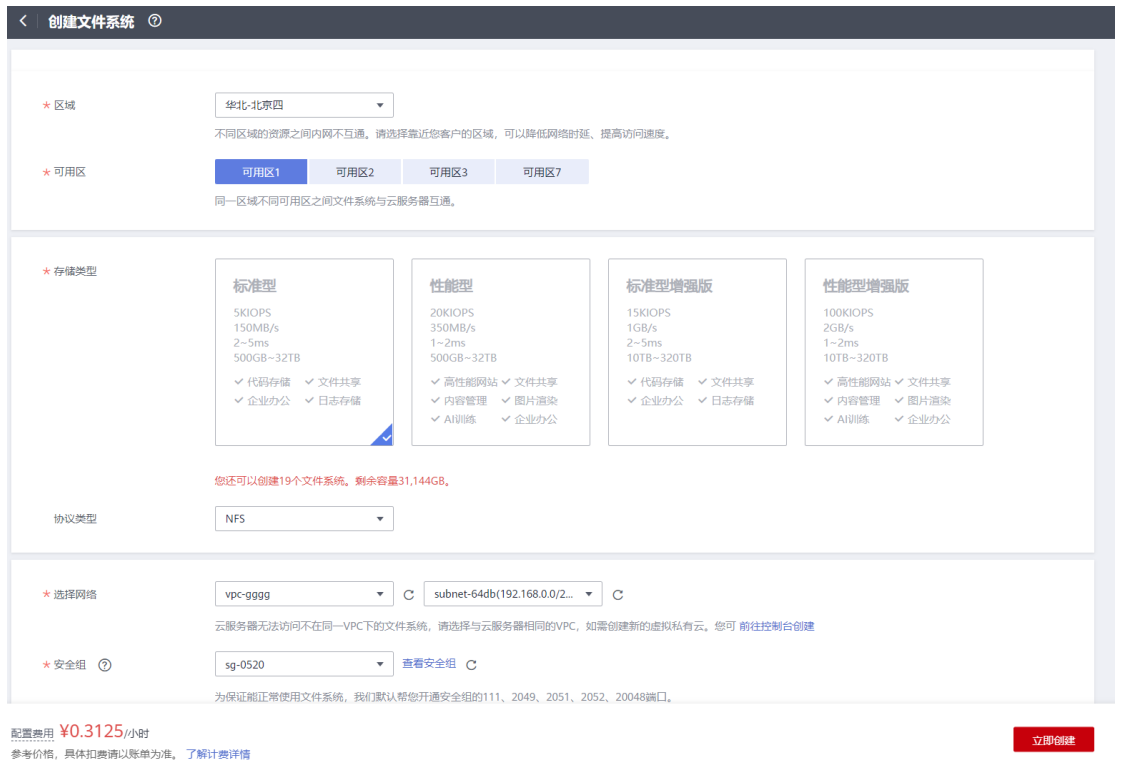 创建文件系统 ?
* 区域 华北-北京四
不同区域的资源之间内网不互通。请选择靠近您客户的区域，可以降低网络时延、提高访问速度。
* 可用区 可用区1 可用区2 可用区3 可用区7
同一区域不同可用区之间文件系统与云服务器互通。
* 存储类型
标准型
5KIOPS
150MB/s
2~5ms
500GB~32TB
代码存储 文件共享
企业办公 日志存储
性能型
20KIOPS
350MB/s
1~2ms
500GB~32TB
高性能网站 文件共享
内容管理 图片渲染
AI训练 企业办公
标准型增强版
15KIOPS
1GB/s
2~5ms
10TB~320TB
代码存储 文件共享
企业办公 日志存储
性能型增强版
100KIOPS
2GB/s
1~2ms
10TB~320TB
高性能网站 文件共享
内容管理 图片渲染
AI训练 企业办公
您还可以创建19个文件系统。剩余容量31,144GB。
协议类型 NFS
* 选择网络 vpc-gggg subnet-64db(192.168.0.0/2...
云服务器无法访问不在同一VPC下的文件系统，请选择与云服务器相同的VPC，如需创建新的虚拟私有云。您可 前往控制台创建
* 安全组 ? sg-0520 查看安全组
为保证能正常使用文件系统，我们默认帮您开通安全组的111、2049、2051、2052、20048端口。
配置费用 ¥0.3125/小时
参考价格，具体扣费请以账单为准。 了解计费详情
立即创建